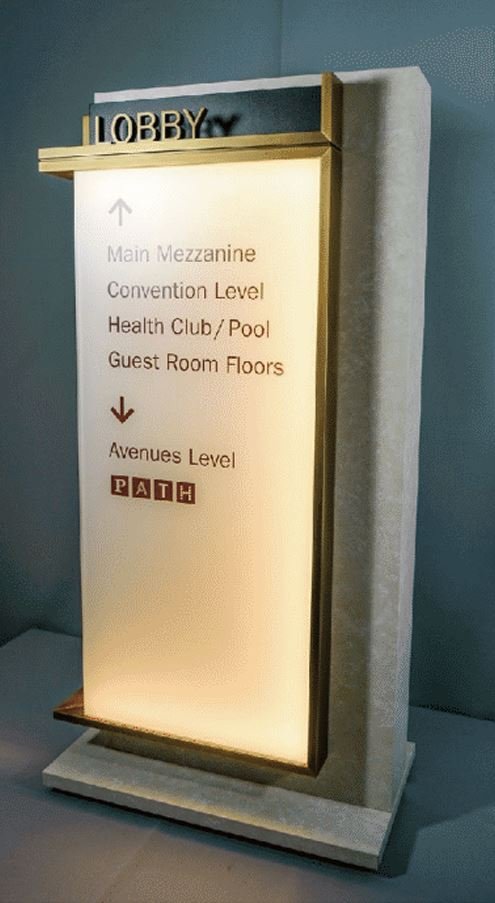 LOBBY
↑
Main Mezzanine
Convention Level
Health Club/Pool
Guest Room Floors
↓
Avenues Level
PATH